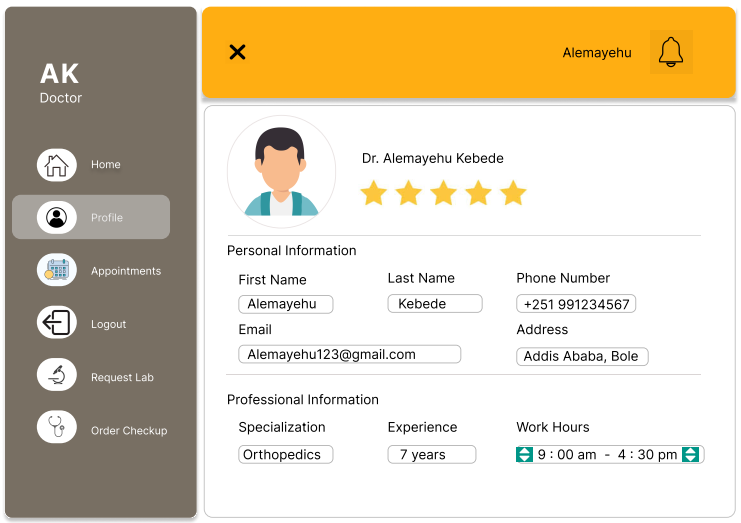 AK
Doctor
Home
Profile
Appointments
Logout
Request Lab
Order Checkup
Alemayehu
Dr. Alemayehu Kebede
Personal Information
First Name Last Name Phone Number
Alemayehu Kebede +251 991234567
Email Address
Alemayehu123@gmail.com Addis Ababa, Bole
Professional Information
Specialization Experience Work Hours
Orthopedics 7 years 9 : 00 am - 4 : 30 pm